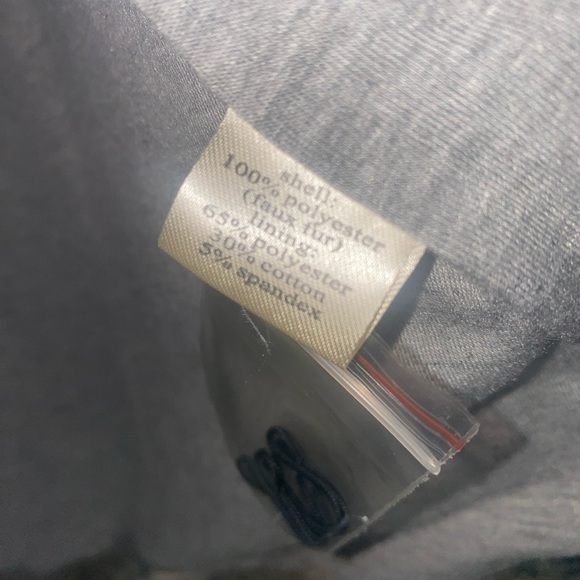 shell:
100% polyester
(faux fur)
lining:
65% polyester
30% cotton
5% spandex